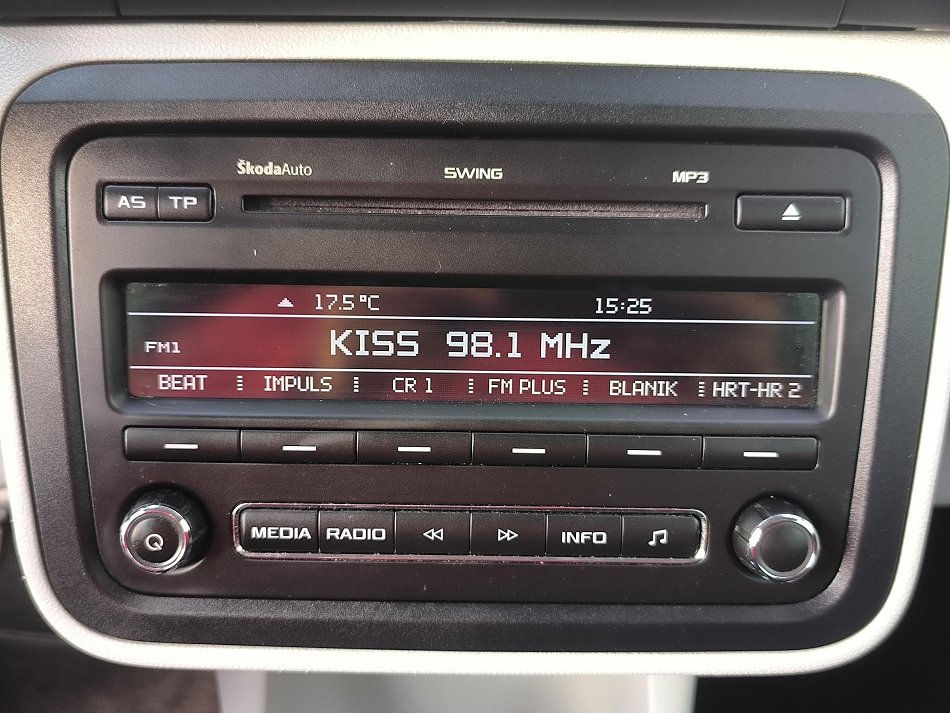 ŠkodaAuto SWING MP3
AS TP
17.5°C 15:25
FM1 KISS 98.1 MHz
BEAT IMPULS CR 1 FM PLUS BLANIK HRT-HR 2
MEDIA RADIO INFO